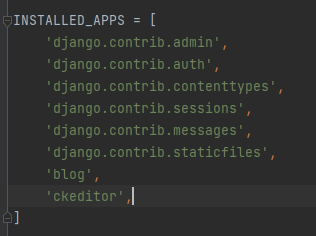 INSTALLED_APPS = [
    'django.contrib.admin',
    'django.contrib.auth',
    'django.contrib.contenttypes',
    'django.contrib.sessions',
    'django.contrib.messages',
    'django.contrib.staticfiles',
    'blog',
    'ckeditor',
]